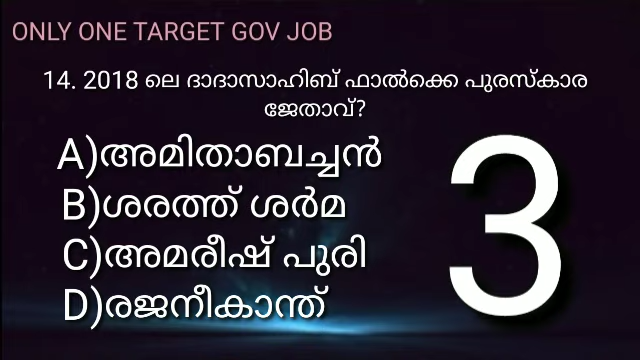 ONLY ONE TARGET GOV JOB
14. 2018 ലെ ദാദാസാഹിബ് ഫാൽക്കെ പുരസ്കാര
ജേതാവ്?
A)അമിതാബച്ചൻ
B)ശരത്ത് ശർമ
C)അമരീഷ് പുരി
D)രജനീകാന്ത്
3